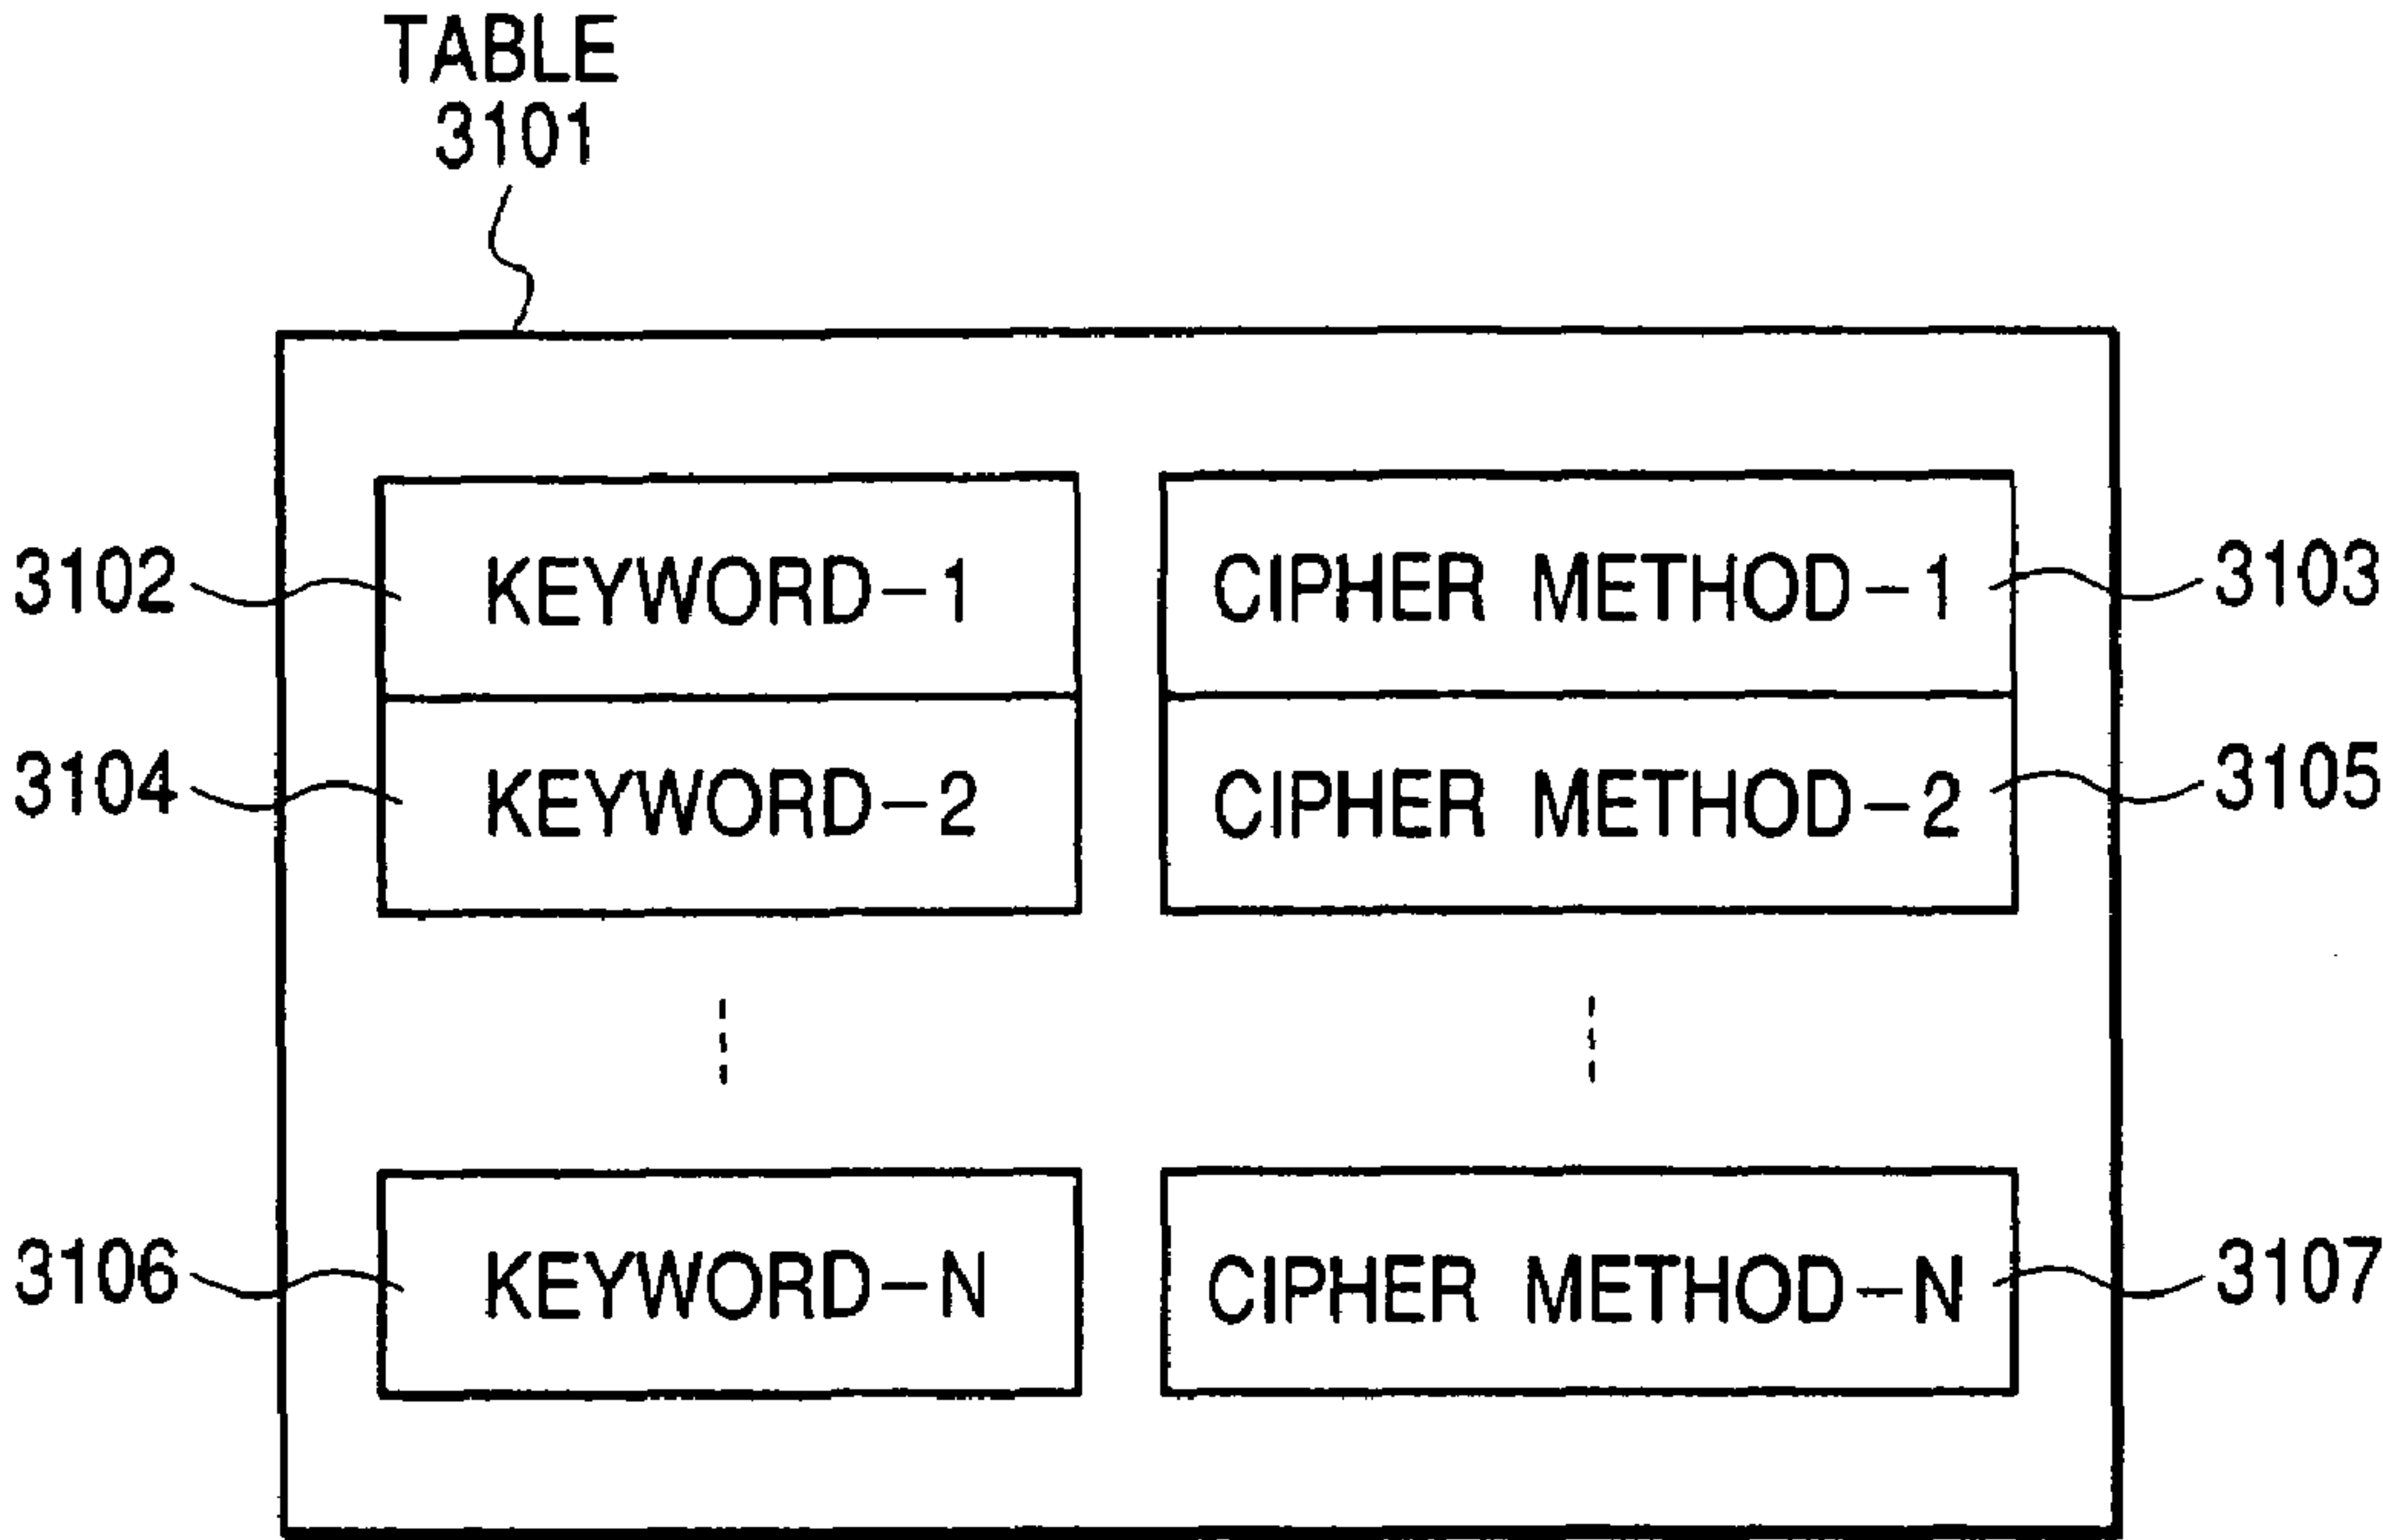 TABLE
3101
3102 KEYWORD-1 CIPHER METHOD-1 3103
3104 KEYWORD-2 CIPHER METHOD-2 3105
3106 KEYWORD-N CIPHER METHOD-N 3107